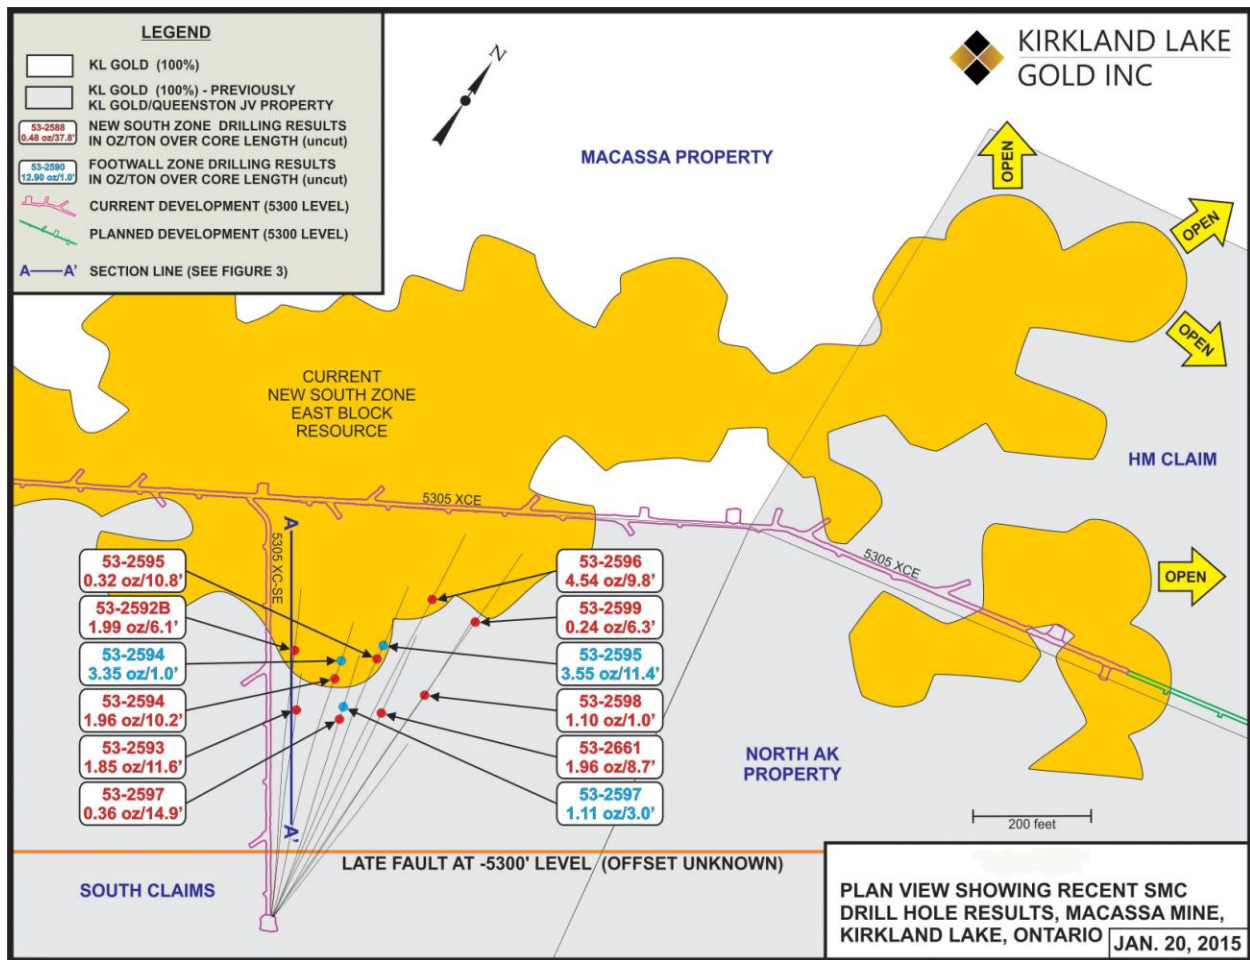 LEGEND
KL GOLD (100%)
KL GOLD (100%) - PREVIOUSLY
KL GOLD/QUEENSTON JV PROPERTY
53-2588
0.48 oz/37.8'
NEW SOUTH ZONE DRILLING RESULTS
IN OZ/TON OVER CORE LENGTH (uncut)
53-2590
12.90 oz/1.0'
FOOTWALL ZONE DRILLING RESULTS
IN OZ/TON OVER CORE LENGTH (uncut)
CURRENT DEVELOPMENT (5300 LEVEL)
PLANNED DEVELOPMENT (5300 LEVEL)
A A' SECTION LINE (SEE FIGURE 3)
N
KIRKLAND LAKE
GOLD INC
MACASSA PROPERTY
OPEN
OPEN
OPEN
CURRENT
NEW SOUTH ZONE
EAST BLOCK
RESOURCE
HM CLAIM
5305 XCE
5305 XCE
OPEN
A
5305 XC-SE
53-2595
0.32 oz/10.8'
53-2592B
1.99 oz/6.1'
53-2594
3.35 oz/1.0'
53-2594
1.96 oz/10.2'
53-2593
1.85 oz/11.6'
53-2597
0.36 oz/14.9'
53-2596
4.54 oz/9.8'
53-2599
0.24 oz/6.3'
53-2595
3.55 oz/11.4'
53-2598
1.10 oz/1.0'
53-2661
1.96 oz/8.7'
53-2597
1.11 oz/3.0'
NORTH AK
PROPERTY
A'
200 feet
LATE FAULT AT -5300' LEVEL (OFFSET UNKNOWN)
SOUTH CLAIMS
PLAN VIEW SHOWING RECENT SMC
DRILL HOLE RESULTS, MACASSA MINE,
KIRKLAND LAKE, ONTARIO
JAN. 20, 2015